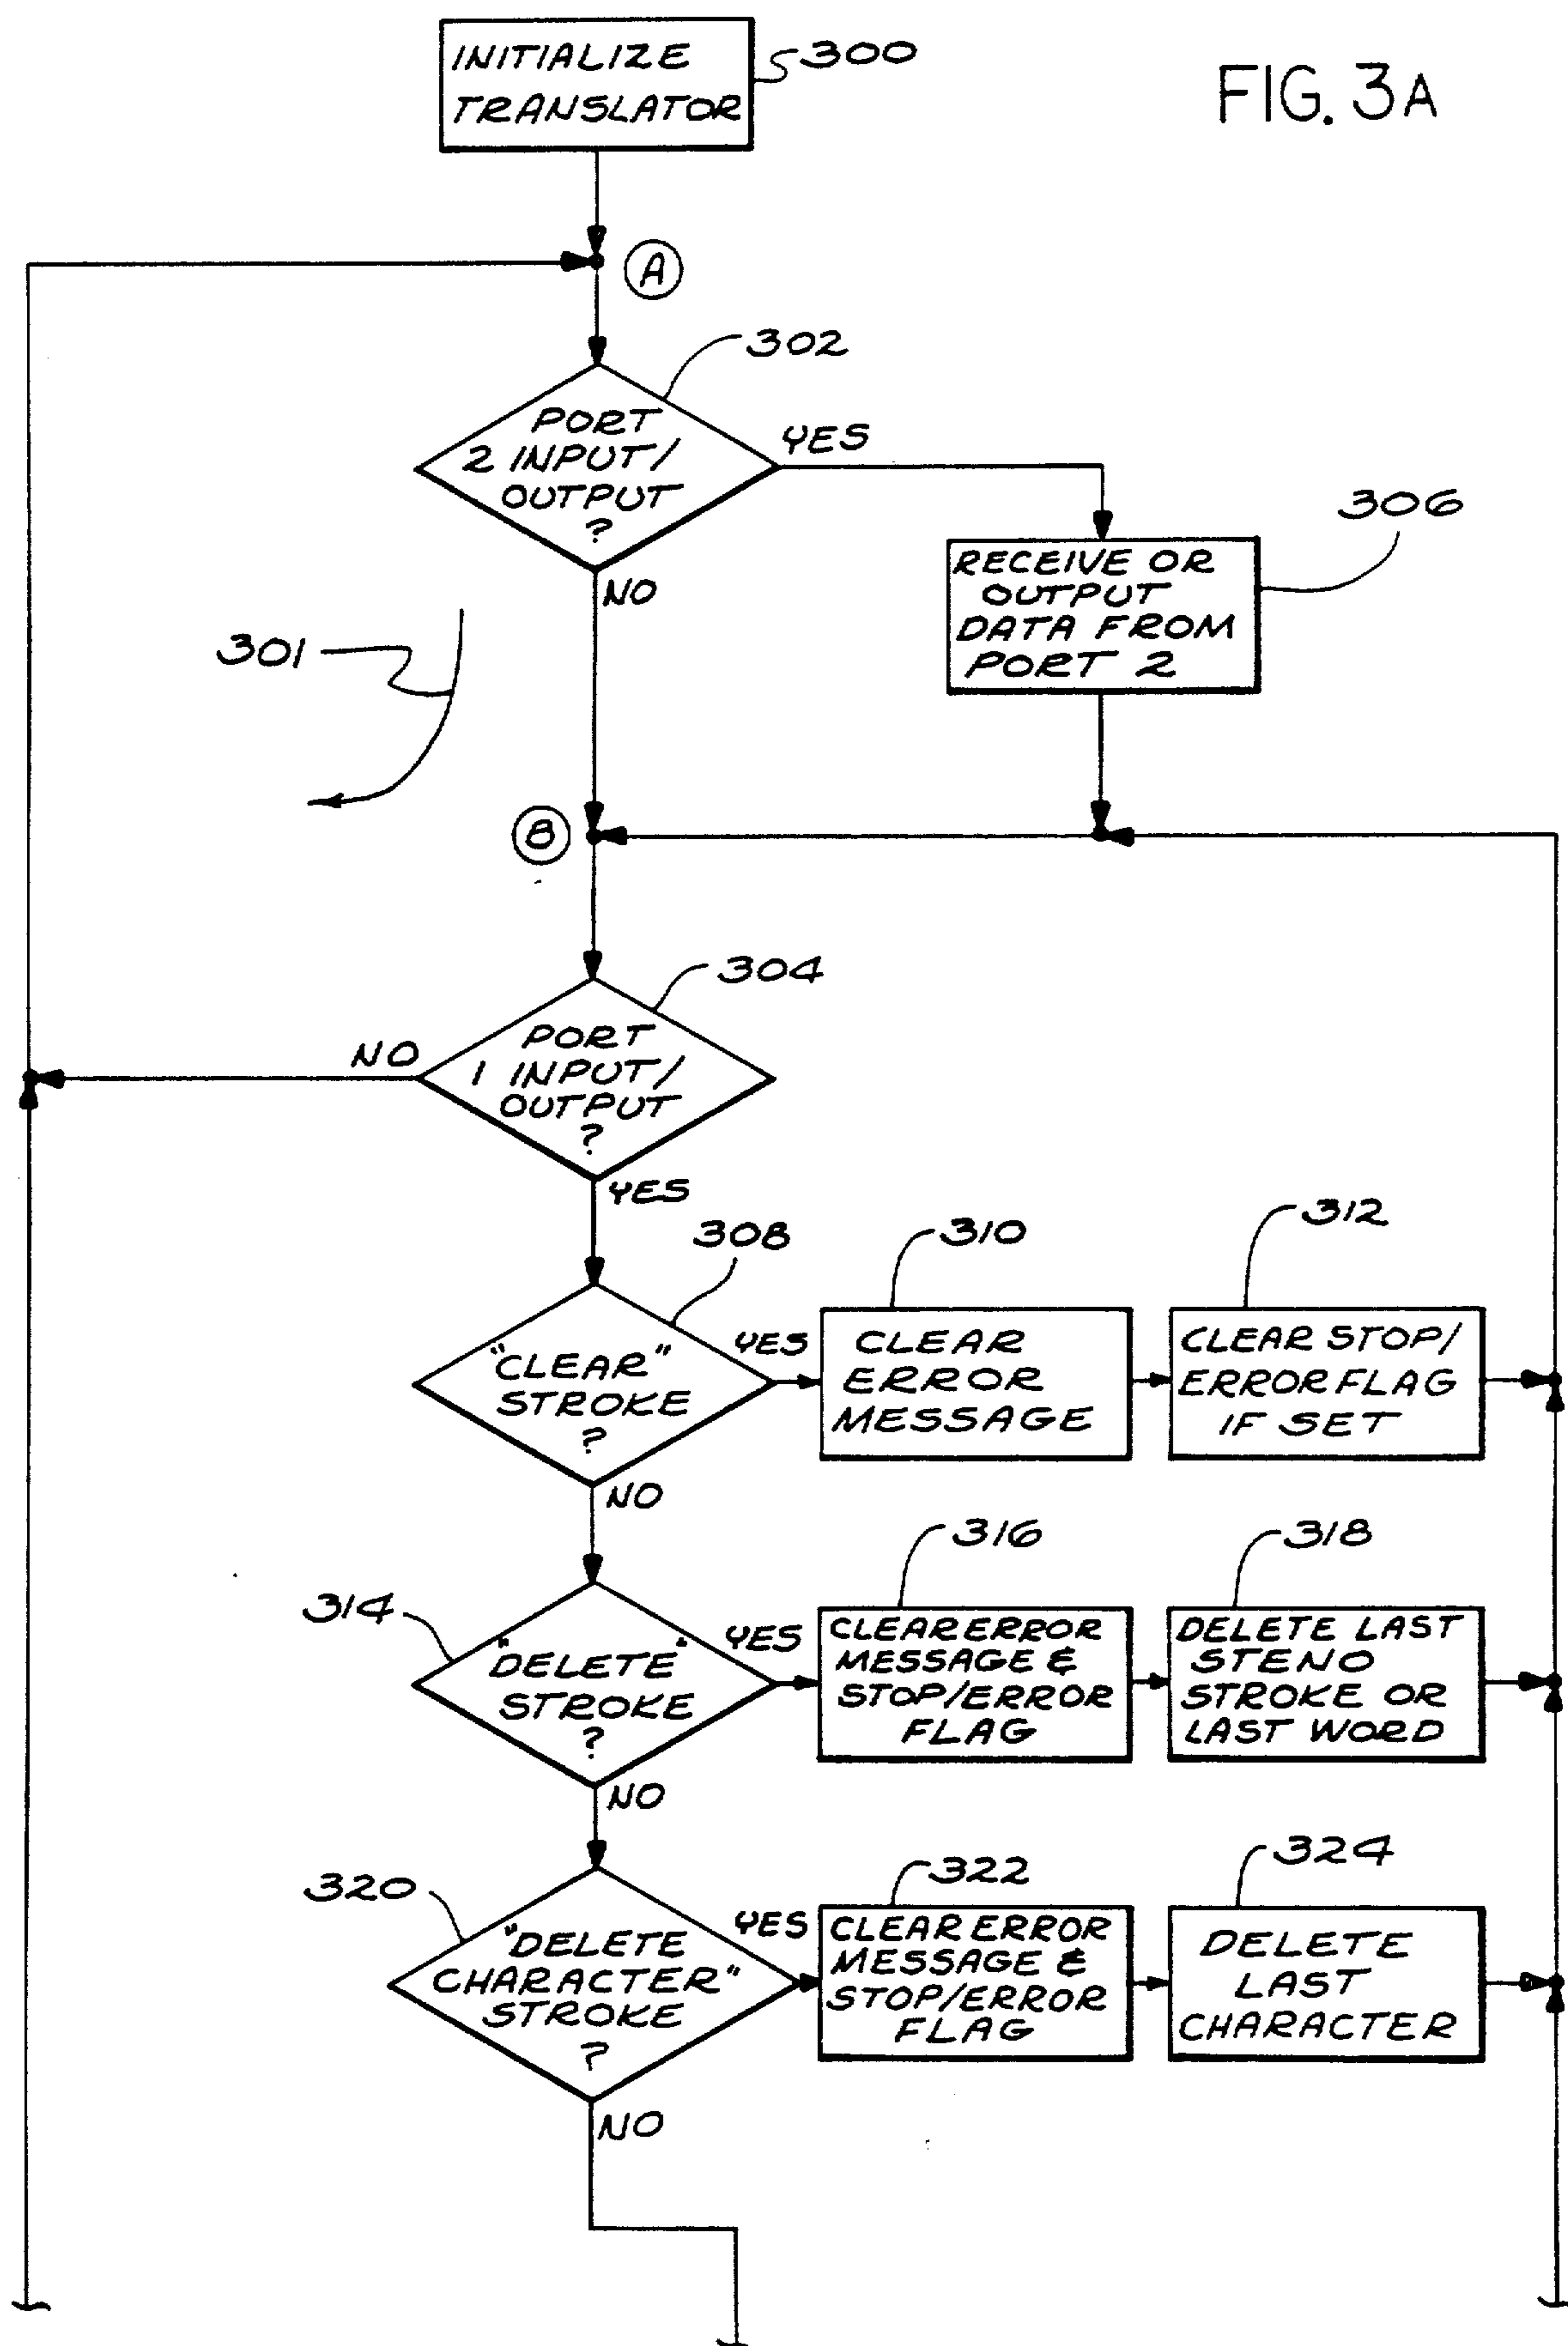 INITIALIZE
TRANSLATOR
300
FIG. 3A
A
302
PORT
2 INPUT/
OUTPUT
?
YES
NO
306
RECEIVE OR
OUTPUT
DATA FROM
PORT 2
301
B
304
PORT
1 INPUT/
OUTPUT
?
NO
YES
308
"CLEAR"
STROKE
?
YES
NO
310
CLEAR
ERROR
MESSAGE
312
CLEAR STOP/
ERROR FLAG
IF SET
314
"DELETE"
STROKE
?
YES
NO
316
CLEAR ERROR
MESSAGE &
STOP/ERROR
FLAG
318
DELETE LAST
STENO
STROKE OR
LAST WORD
320
"DELETE
CHARACTER"
STROKE
?
YES
NO
322
CLEAR ERROR
MESSAGE &
STOP/ERROR
FLAG
324
DELETE
LAST
CHARACTER